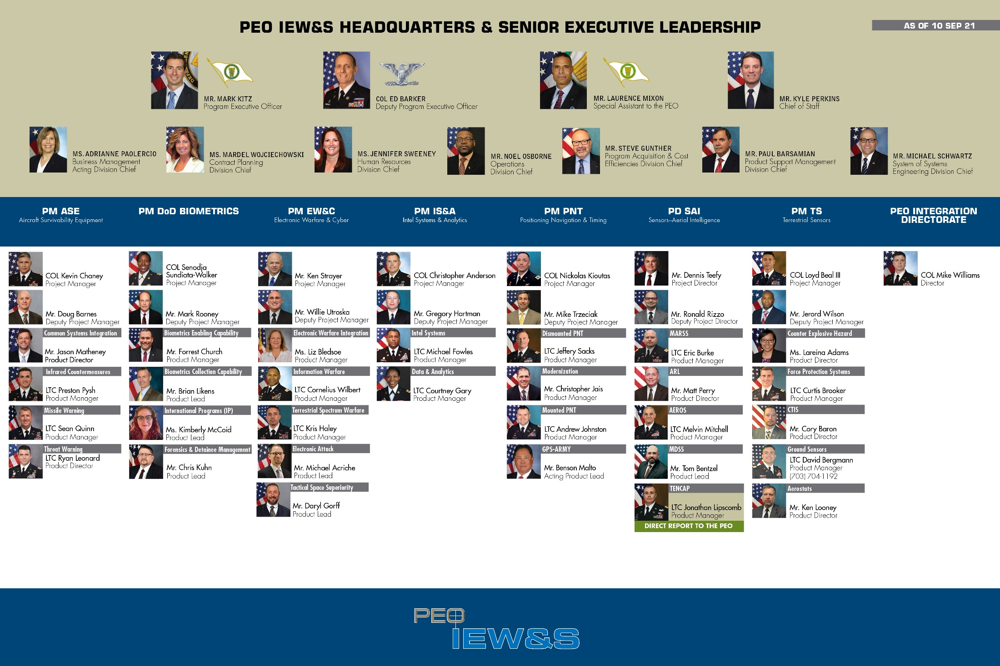 PEO IEW&S HEADQUARTERS & SENIOR EXECUTIVE LEADERSHIP
AS OF 10 SEP 21
MR. MARK KITZ
Program Executive Officer
COL ED BARKER
Deputy Program Executive Officer
MR. LAURENCE MIXON
Special Assistant to the PEO
MR. KYLE PERKINS
Chief of Staff
MS. ADRIANNE PAOLERCIO
Business Management
Acting Division Chief
MS. MARDEL WOJCIECHOWSKI
Contract Planning
Division Chief
MS. JENNIFER SWEENEY
Human Resources
Division Chief
MR. NOEL OSBORNE
Operations
Division Chief
MR. STEVE GUNTHER
Program Acquisition & Cost
Efficiencies Division Chief
MR. PAUL BARSAMIAN
Product Support Management
Division Chief
MR. MICHAEL SCHWARTZ
System of Systems
Engineering Division Chief
PM ASE
Aircraft Survivability Equipment
COL Kevin Chaney
Project Manager
Mr. Doug Barnes
Deputy Project Manager
Common Systems Integration
Mr. Jason Matheney
Product Director
Infrared Countermeasures
LTC Preston Pysh
Product Manager
Missile Warning
LTC Sean Quinn
Product Manager
Threat Warning
LTC Ryan Leonard
Product Director
PM DoD BIOMETRICS
COL Senodja
Sundiata-Walker
Project Manager
Mr. Mark Rooney
Deputy Project Manager
Biometrics Enabling Capability
Mr. Forrest Church
Product Manager
Biometrics Collection Capability
Mr. Brian Likens
Product Lead
International Programs (IP)
Ms. Kimberly McCoid
Product Lead
Forensics & Detainee Management
Mr. Chris Kuhn
Product Lead
PM EW&C
Electronic Warfare & Cyber
Mr. Ken Strayer
Project Manager
Mr. Willie Utroska
Deputy Project Manager
Electronic Warfare Integration
Ms. Liz Bledsoe
Product Manager
Information Warfare
LTC Cornelius Wilbert
Product Manager
Terrestrial Spectrum Warfare
LTC Kris Haley
Product Manager
Electronic Attack
Mr. Michael Acriche
Product Lead
Tactical Space Superiority
Mr. Daryl Gorff
Product Lead
PM IS&A
Intel Systems & Analytics
COL Christopher Anderson
Project Manager
Mr. Gregory Hartman
Deputy Project Manager
Intel Systems
LTC Michael Fowles
Product Manager
Data & Analytics
LTC Courtney Gary
Product Manager
PM PNT
Positioning Navigation & Timing
COL Nickolas Kioutas
Project Manager
Mr. Mike Trzeciak
Deputy Project Manager
Dismounted PNT
LTC Jeffery Sacks
Product Manager
Modernization
Mr. Christopher Jais
Product Manager
Mounted PNT
LTC Andrew Johnston
Product Manager
GPS-ARMY
Mr. Benson Malto
Acting Product Lead
PD SAI
Sensors–Aerial Intelligence
Mr. Dennis Teefy
Project Director
Mr. Ronald Rizzo
Deputy Project Director
MARSS
LTC Eric Burke
Product Manager
ARL
Mr. Matt Perry
Product Director
AEROS
LTC Melvin Mitchell
Product Manager
MDSS
Mr. Tom Bentzel
Product Lead
TENCAP
LTC Jonathan Lipscomb
Product Manager
DIRECT REPORT TO THE PEO
PM TS
Terrestrial Sensors
COL Loyd Beal III
Project Manager
Mr. Jerord Wilson
Deputy Project Manager
Counter Explosive Hazard
Ms. Lareina Adams
Product Director
Force Protection Systems
LTC Curtis Brooker
Product Manager
CTIS
Mr. Cory Baron
Product Director
Ground Sensors
LTC David Bergmann
Product Manager
(703) 704-1192
Aerostats
Mr. Ken Looney
Product Director
PEO INTEGRATION
DIRECTORATE
COL Mike Williams
Director
PEO
IEW&S